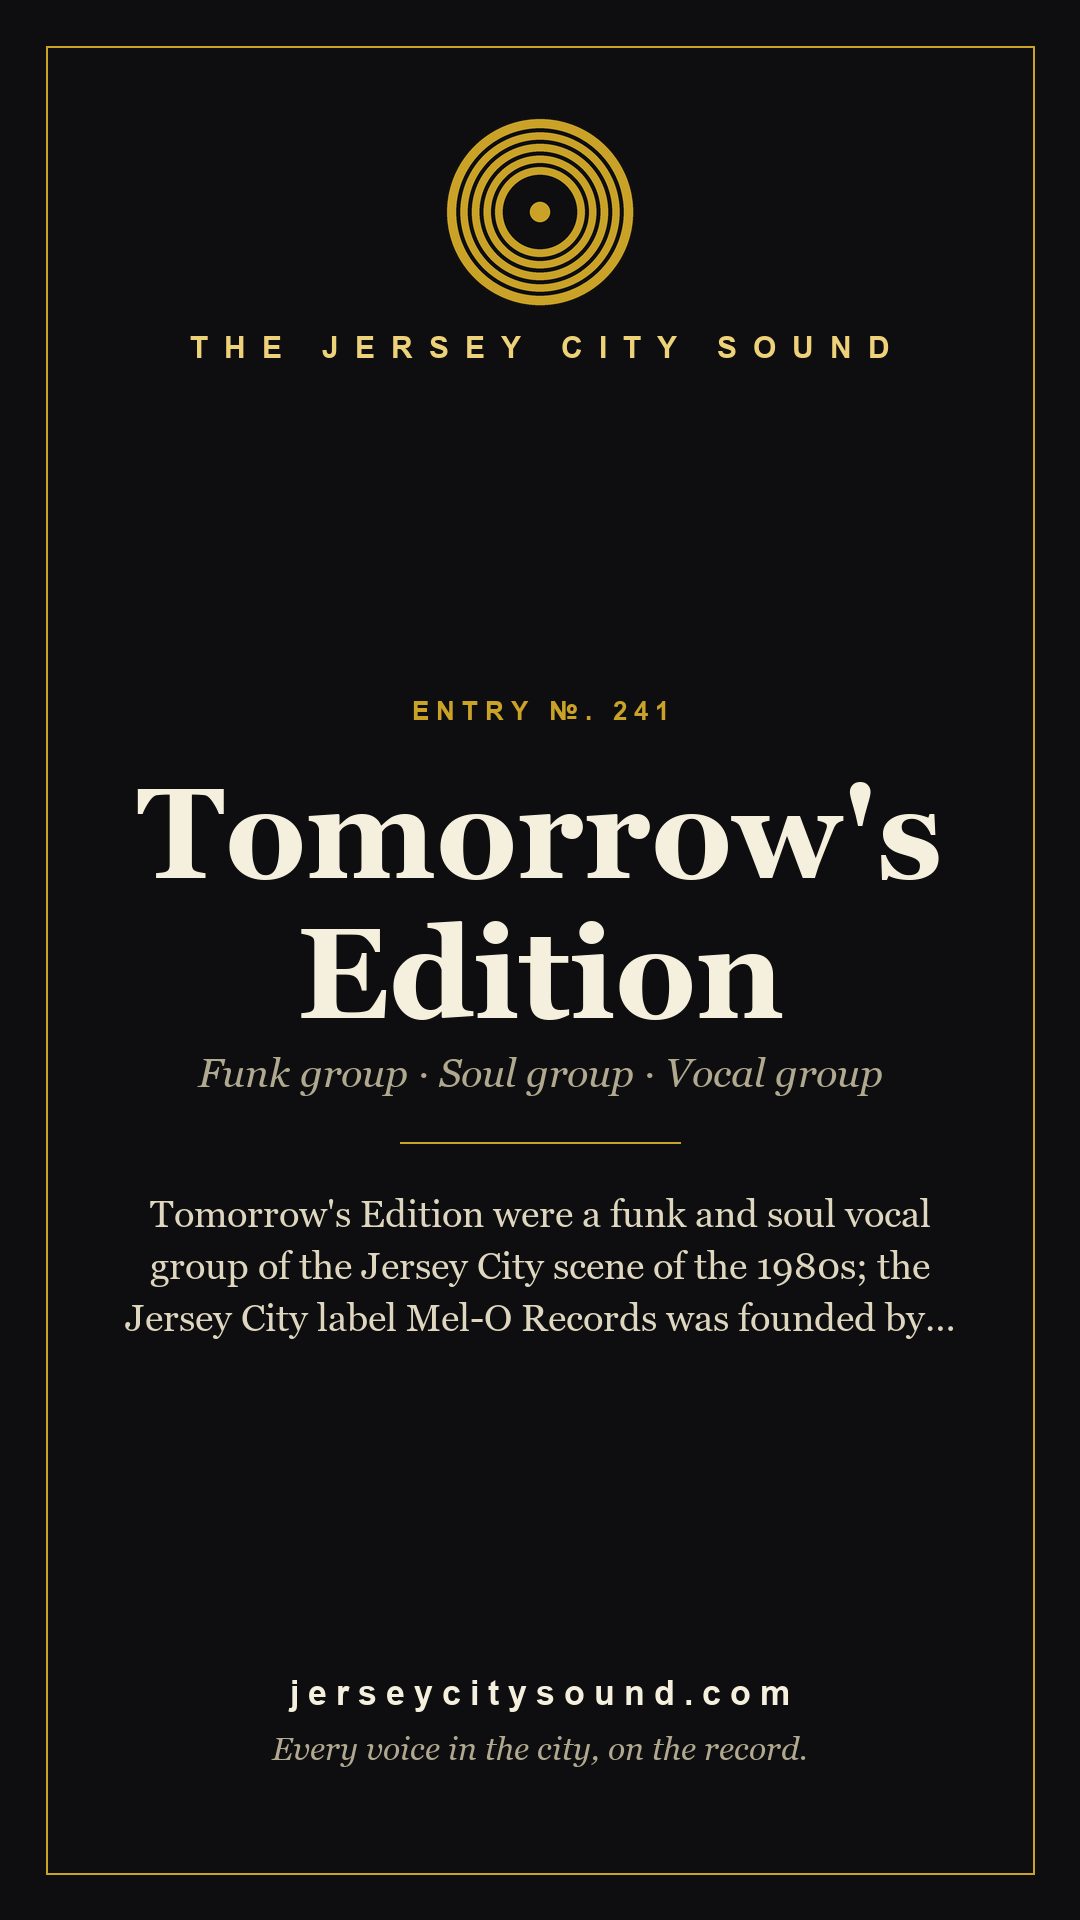 THE JERSEY CITY SOUND
ENTRY №. 241
Tomorrow's
Edition
Funk group · Soul group · Vocal group
Tomorrow's Edition were a funk and soul vocal
group of the Jersey City scene of the 1980s; the
Jersey City label Mel-O Records was founded by...
jerseycitysound.com
Every voice in the city, on the record.